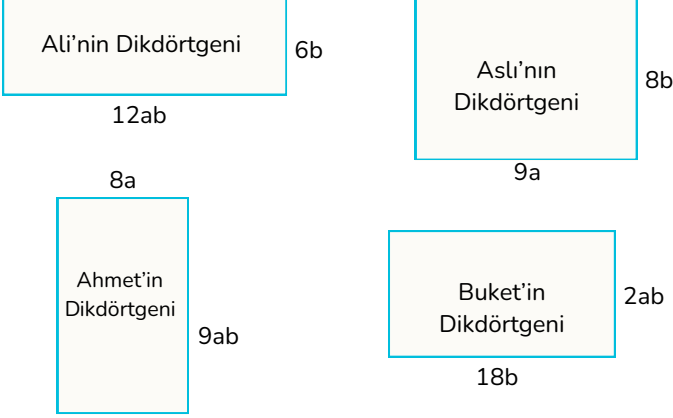 Ali’nin Dikdörtgeni
6b
12ab
Aslı’nın
Dikdörtgeni
8b
9a
8a
Ahmet’in
Dikdörtgeni
9ab
Buket’in
Dikdörtgeni
2ab
18b